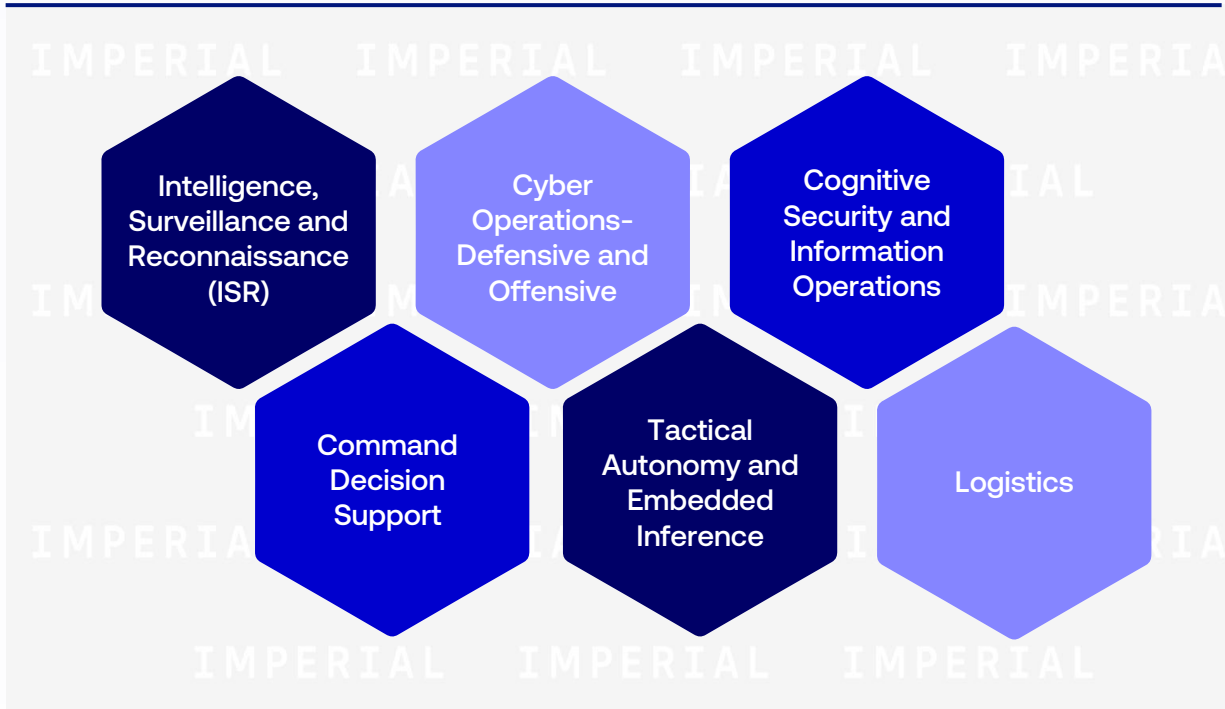 IMPERIAL IMPERIAL IMPERIAL IMPERIA
Intelligence,
Surveillance and
Reconnaissance
(ISR)
Cyber
Operations-
Defensive and
Offensive
Cognitive
Security and
Information
Operations
Command
Decision
Support
Tactical
Autonomy and
Embedded
Inference
Logistics
IMPERIAL IMPERIAL IMPERIAL